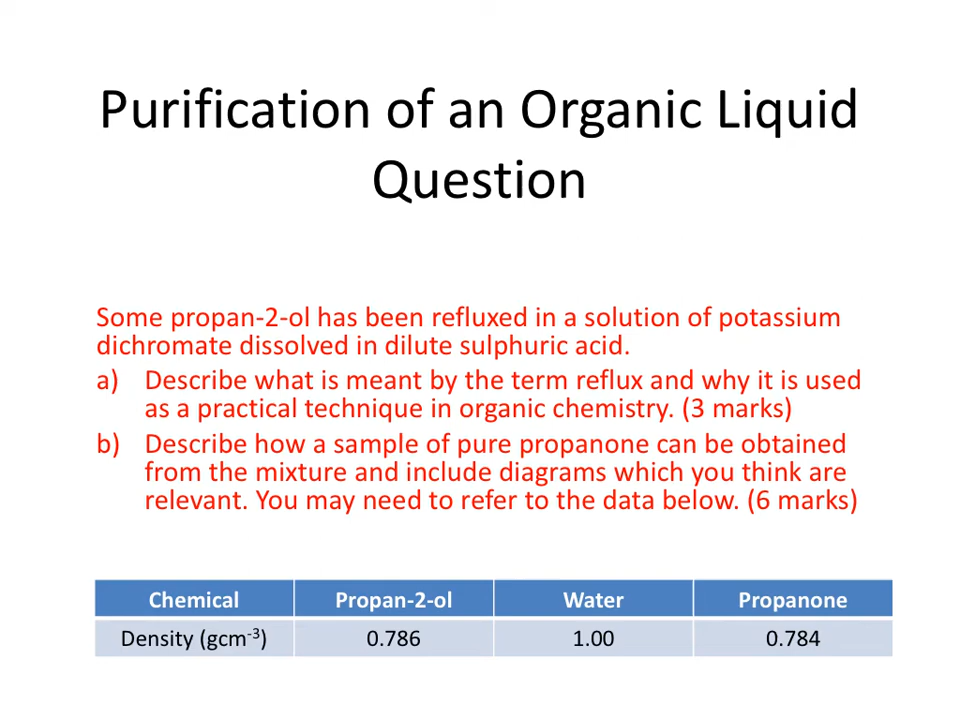 Purification of an Organic Liquid
Question
Some propan-2-ol has been refluxed in a solution of potassium
dichromate dissolved in dilute sulphuric acid.
a) Describe what is meant by the term reflux and why it is used
as a practical technique in organic chemistry. (3 marks)
b) Describe how a sample of pure propanone can be obtained
from the mixture and include diagrams which you think are
relevant. You may need to refer to the data below. (6 marks)
Chemical Propan-2-ol Water Propanone
Density (gcm-3) 0.786 1.00 0.784